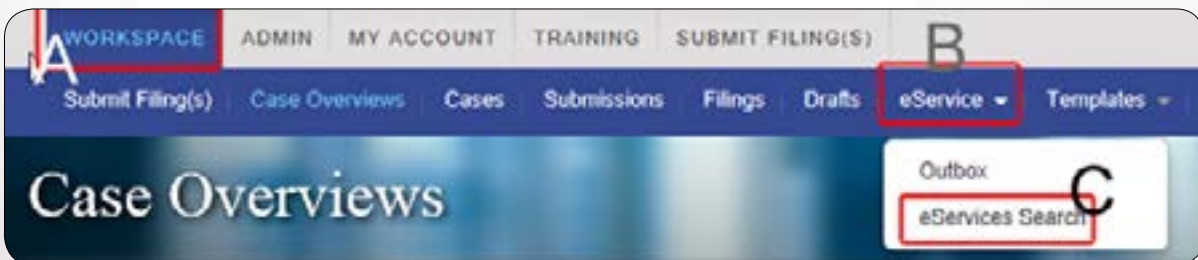 WORKSPACE ADMIN MY ACCOUNT TRAINING SUBMIT FILING(S)
A B
Submit Filing(s) Case Overviews Cases Submissions Filings Drafts eService Templates
Case Overviews
Outbox
eServices Search C